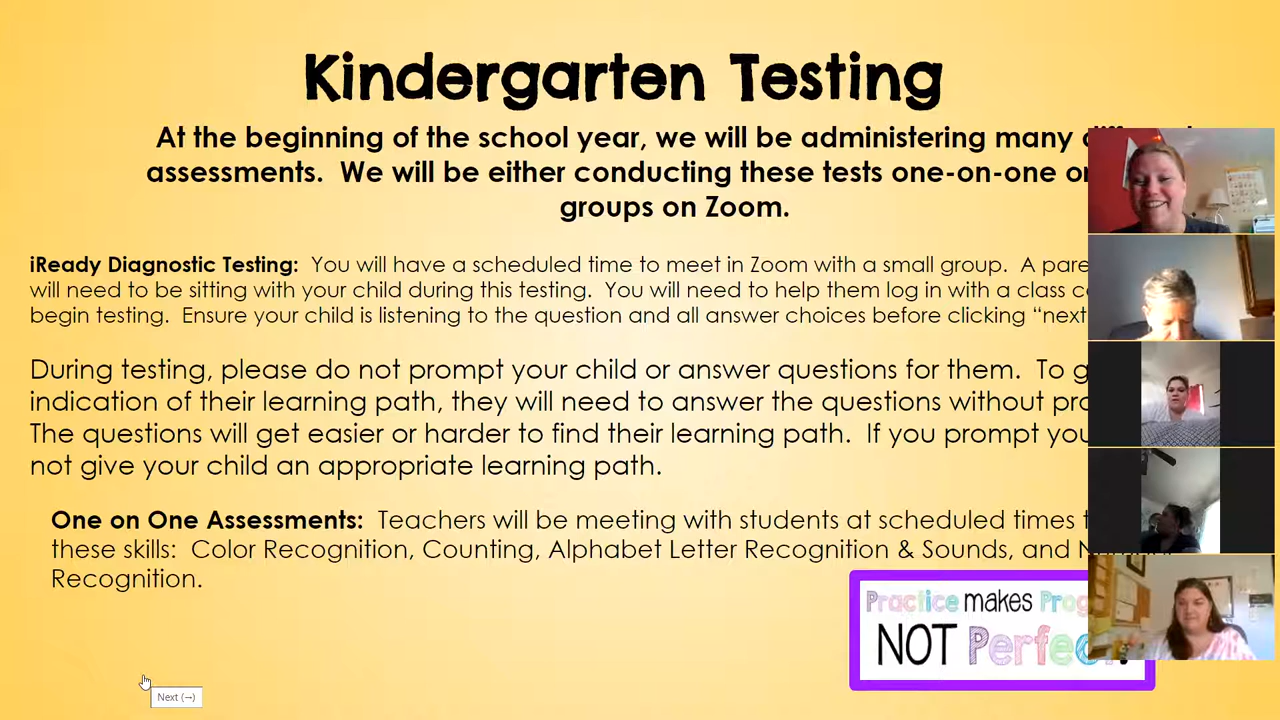 Kindergarten Testing
At the beginning of the school year, we will be administering many
assessments. We will be either conducting these tests one-on-one or
groups on Zoom.
iReady Diagnostic Testing: You will have a scheduled time to meet in Zoom with a small group. A
will need to be sitting with your child during this testing. You will need to help them log in with a class
begin testing. Ensure your child is listening to the question and all answer choices before clicking “next
During testing, please do not prompt your child or answer questions for them. To
indication of their learning path, they will need to answer the questions without
The questions will get easier or harder to find their learning path. If you prompt
not give your child an appropriate learning path.
One on One Assessments: Teachers will be meeting with students at scheduled times
these skills: Color Recognition, Counting, Alphabet Letter Recognition & Sounds, and
Recognition.
Practice makes
NOT Perfect.
Next (→)